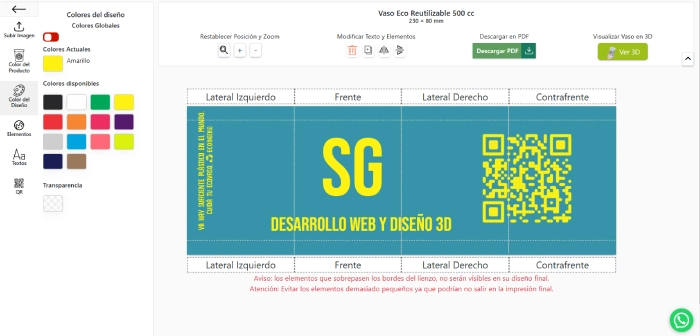 Subir Imagen
Color del
Producto
Color del
Diseño
Elementos
Aa
Textos
QR
Colores del diseño
Colores Globales
Colores Actuales
Amarillo
Colores disponibles
Transparencia
Vaso Eco Reutilizable 500 cc
230 × 80 mm
Restablecer Posición y Zoom
+
-
Modificar Texto y Elementos
Descargar en PDF
Descargar PDF
Visualizar Vaso en 3D
Ver 3D
Lateral Izquierdo
Frente
Lateral Derecho
Contrafrente
YA HAY SUFICIENTE PLÁSTICO EN EL MUNDO.
CUIDÁ TU ECOVASO
SG
DESARROLLO WEB Y DISEÑO 3D
Lateral Izquierdo
Frente
Lateral Derecho
Contrafrente
Aviso: los elementos que sobrepasen los bordes del lienzo, no serán visibles en su diseño final.
Atención: Evitar los elementos demasiado pequeños ya que podrían no salir en la impresión final.